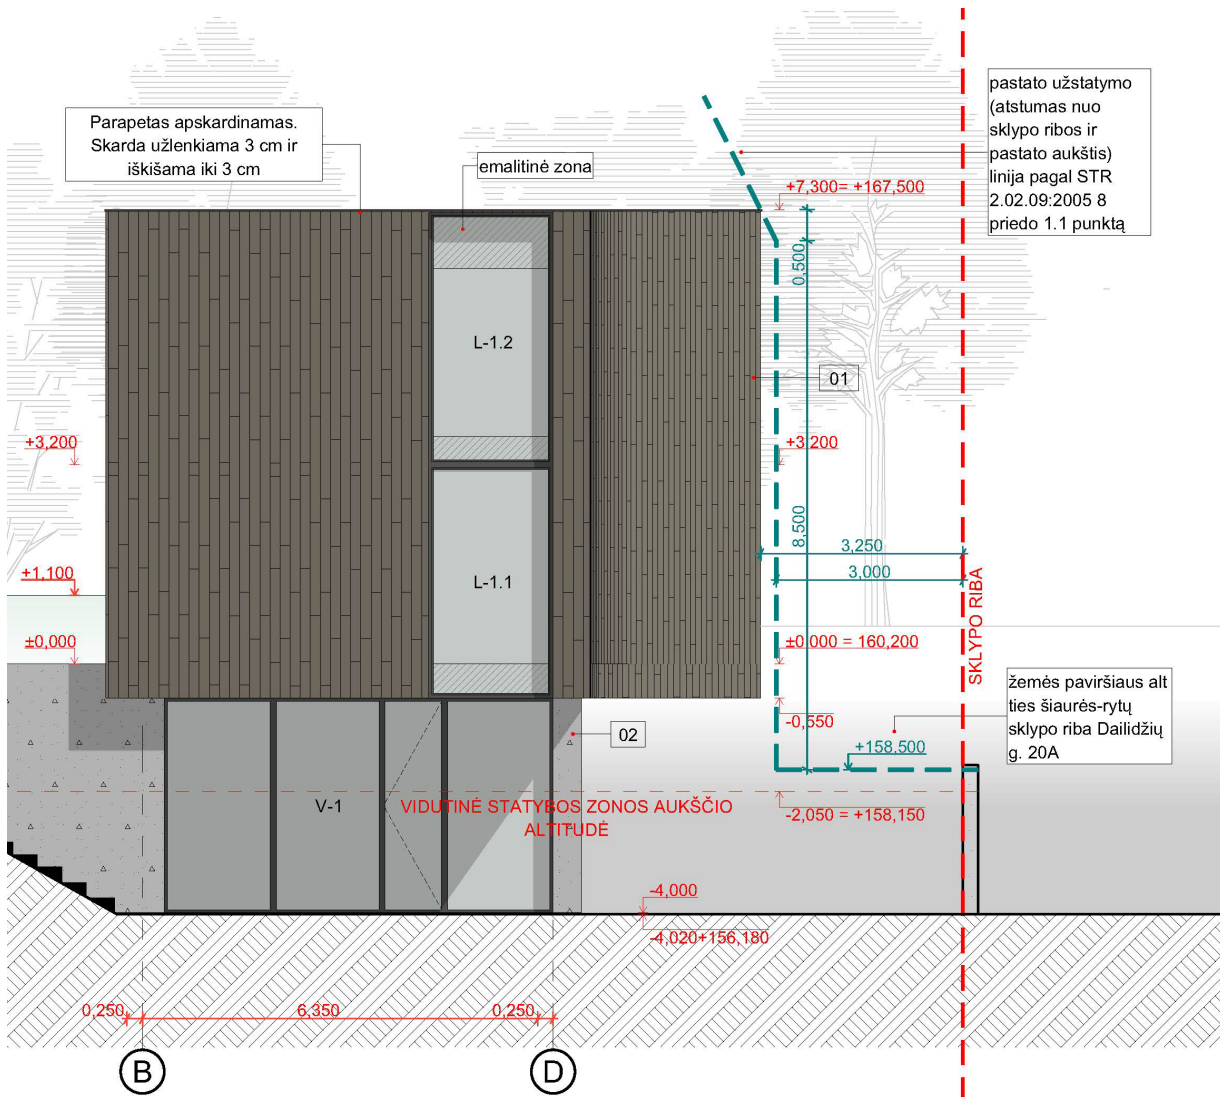 pastato užstatymo
(atstumas nuo
sklypo ribos ir
pastato aukštis)
linija pagal STR
2.02.09:2005 8
priedo 1.1 punktą
Parapetas apskardinamas.
Skarda užlenkiama 3 cm ir
iškišama iki 3 cm
emalitinė zona
+7,300= +167,500
0,500
L-1.2
01
+3,200
+3,200
8,500
3,250
3,000
+1,100
L-1.1
SKLYPO RIBA
±0,000
±0,000 = 160,200
žemės paviršiaus alt
ties šiaurės-rytų
sklypo riba Dailidžių
g. 20A
-0,550
02
+158,500
V-1
VIDUTINĖ STATYBOS ZONOS AUKŠČIO
ALTITUDĖ
-2,050 = +158,150
-4,000
-4,020+156,180
0,250
6,350
0,250
B
D